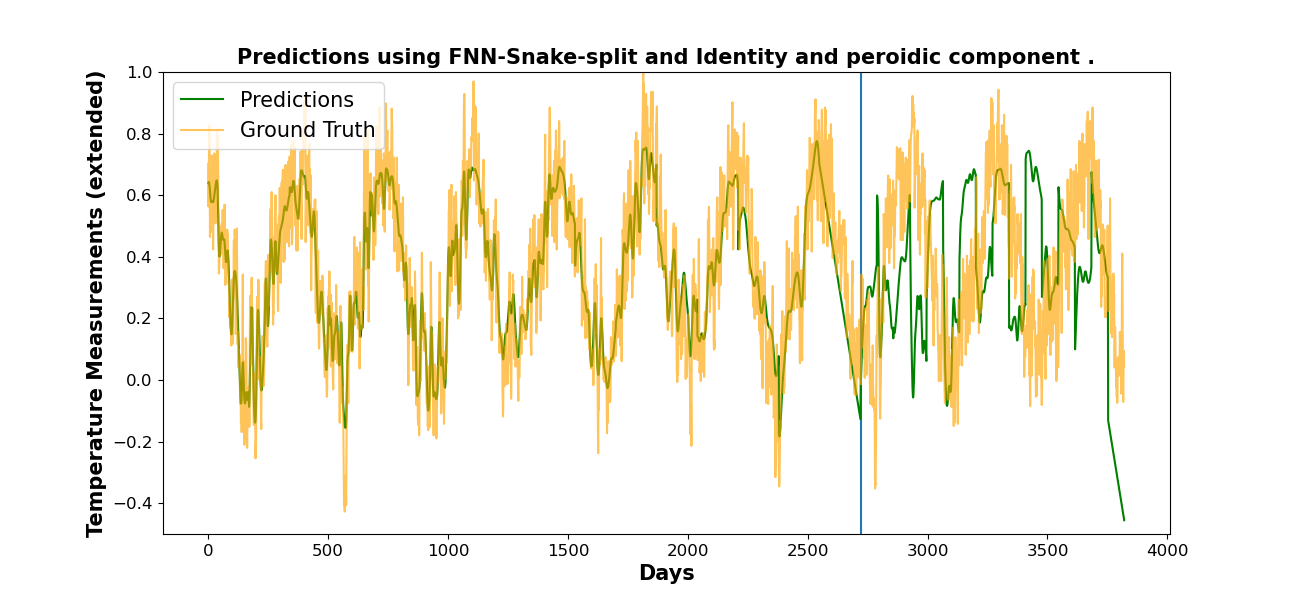 Predictions using FNN-Snake-split and Identity and peroidic component .
Temperature Measurements (extended)
1.0
0.8
0.6
0.4
0.2
0.0
−0.2
−0.4
Predictions
Ground Truth
0 500 1000 1500 2000 2500 3000 3500 4000
Days